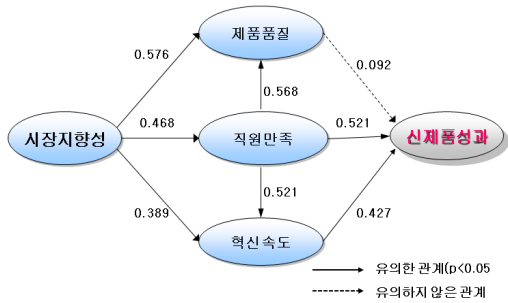 제품품질
0.576
0.092
0.568
시장지향성
0.468
직원만족
0.521
신제품성과
0.521
0.389
0.427
혁신속도
유의한 관계(p<0.05
유의하지 않은 관계